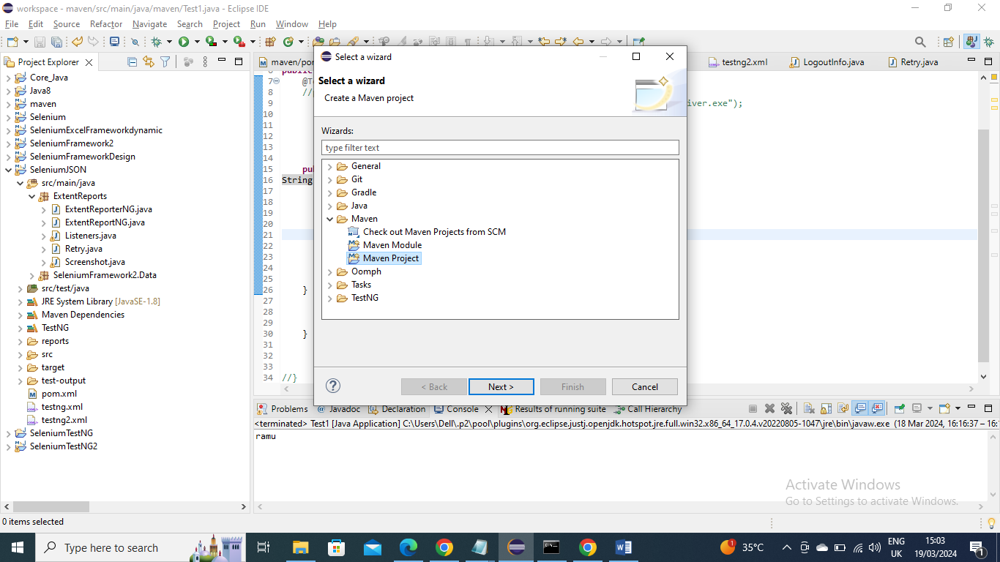 workspace - maven/src/main/java/maven/Test1.java - Eclipse IDE
File Edit Source Refactor Navigate Search Project Run Window Help
Project Explorer
Core_Java
Java8
maven
Selenium
SeleniumExcelFrameworkdynamic
SeleniumFramework2
SeleniumFrameworkDesign
SeleniumJSON
src/main/java
ExtentReports
ExtentReporterNG.java
ExtentReportNG.java
Listeners.java
Retry.java
Screenshot.java
SeleniumFramework2.Data
src/test/java
JRE System Library [JavaSE-1.8]
Maven Dependencies
TestNG
reports
src
target
test-output
pom.xml
testng.xml
testng2.xml
SeleniumTestNG
SeleniumTestNG2
0 items selected
maven/por
testng2.xml
LogoutInfo.java
Retry.java
6 public
7 @Te
8 //
9 iver.exe");
10
11
12
13
14
15 pu
16 String
17
18
19
20
21
22
23
24
25
26 }
27
28
29
30 }
31
32
33
34 //}
Select a wizard
Select a wizard
Create a Maven project
Wizards:
type filter text
General
Git
Gradle
Java
Maven
Check out Maven Projects from SCM
Maven Module
Maven Project
Oomph
Tasks
TestNG
< Back Next > Finish Cancel
Problems @ Javadoc Declaration Console Results of running suite Call Hierarchy
<terminated> Test1 [Java Application] C:\Users\Dell\.p2\pool\plugins\org.eclipse.justj.openjdk.hotspot.jre.full.win32.x86_64_17.0.4.v20220805-1047\jre\bin\javaw.exe (18 Mar 2024, 16:16:37 – 16:
ramu
Activate Windows
Go to Settings to activate Windows.
Type here to search
1
35°C
ENG
UK
15:03
19/03/2024
1